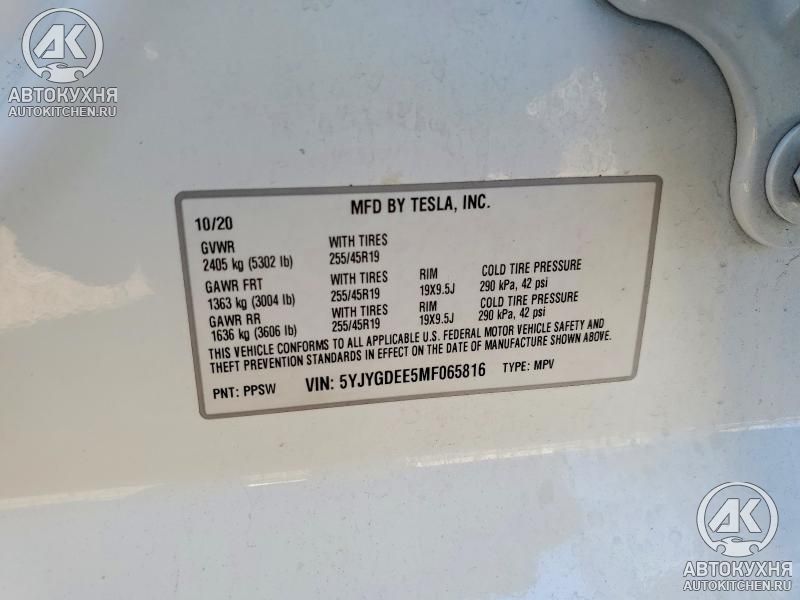 AK
АВТОКУХНЯ
AUTOKITCHEN.RU
MFD BY TESLA, INC.
10/20
GVWR WITH TIRES
2405 kg (5302 lb) 255/45R19
GAWR FRT WITH TIRES RIM COLD TIRE PRESSURE
1363 kg (3004 lb) 255/45R19 19X9.5J 290 kPa, 42 psi
GAWR RR WITH TIRES RIM COLD TIRE PRESSURE
1636 kg (3606 lb) 255/45R19 19X9.5J 290 kPa, 42 psi
THIS VEHICLE CONFORMS TO ALL APPLICABLE U.S. FEDERAL MOTOR VEHICLE SAFETY AND
THEFT PREVENTION STANDARDS IN EFFECT ON THE DATE OF MANUFACTURE SHOWN ABOVE.
PNT: PPSW VIN: 5YJYGDEE5MF065816 TYPE: MPV
AK
АВТОКУХНЯ
AUTOKITCHEN.RU